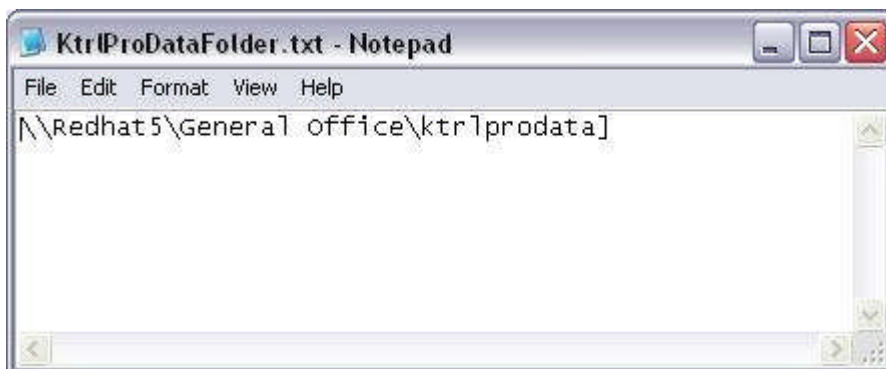 KtrlProDataFolder.txt - Notepad
File Edit Format View Help
\\Redhat5\General Office\ktrlprodata]